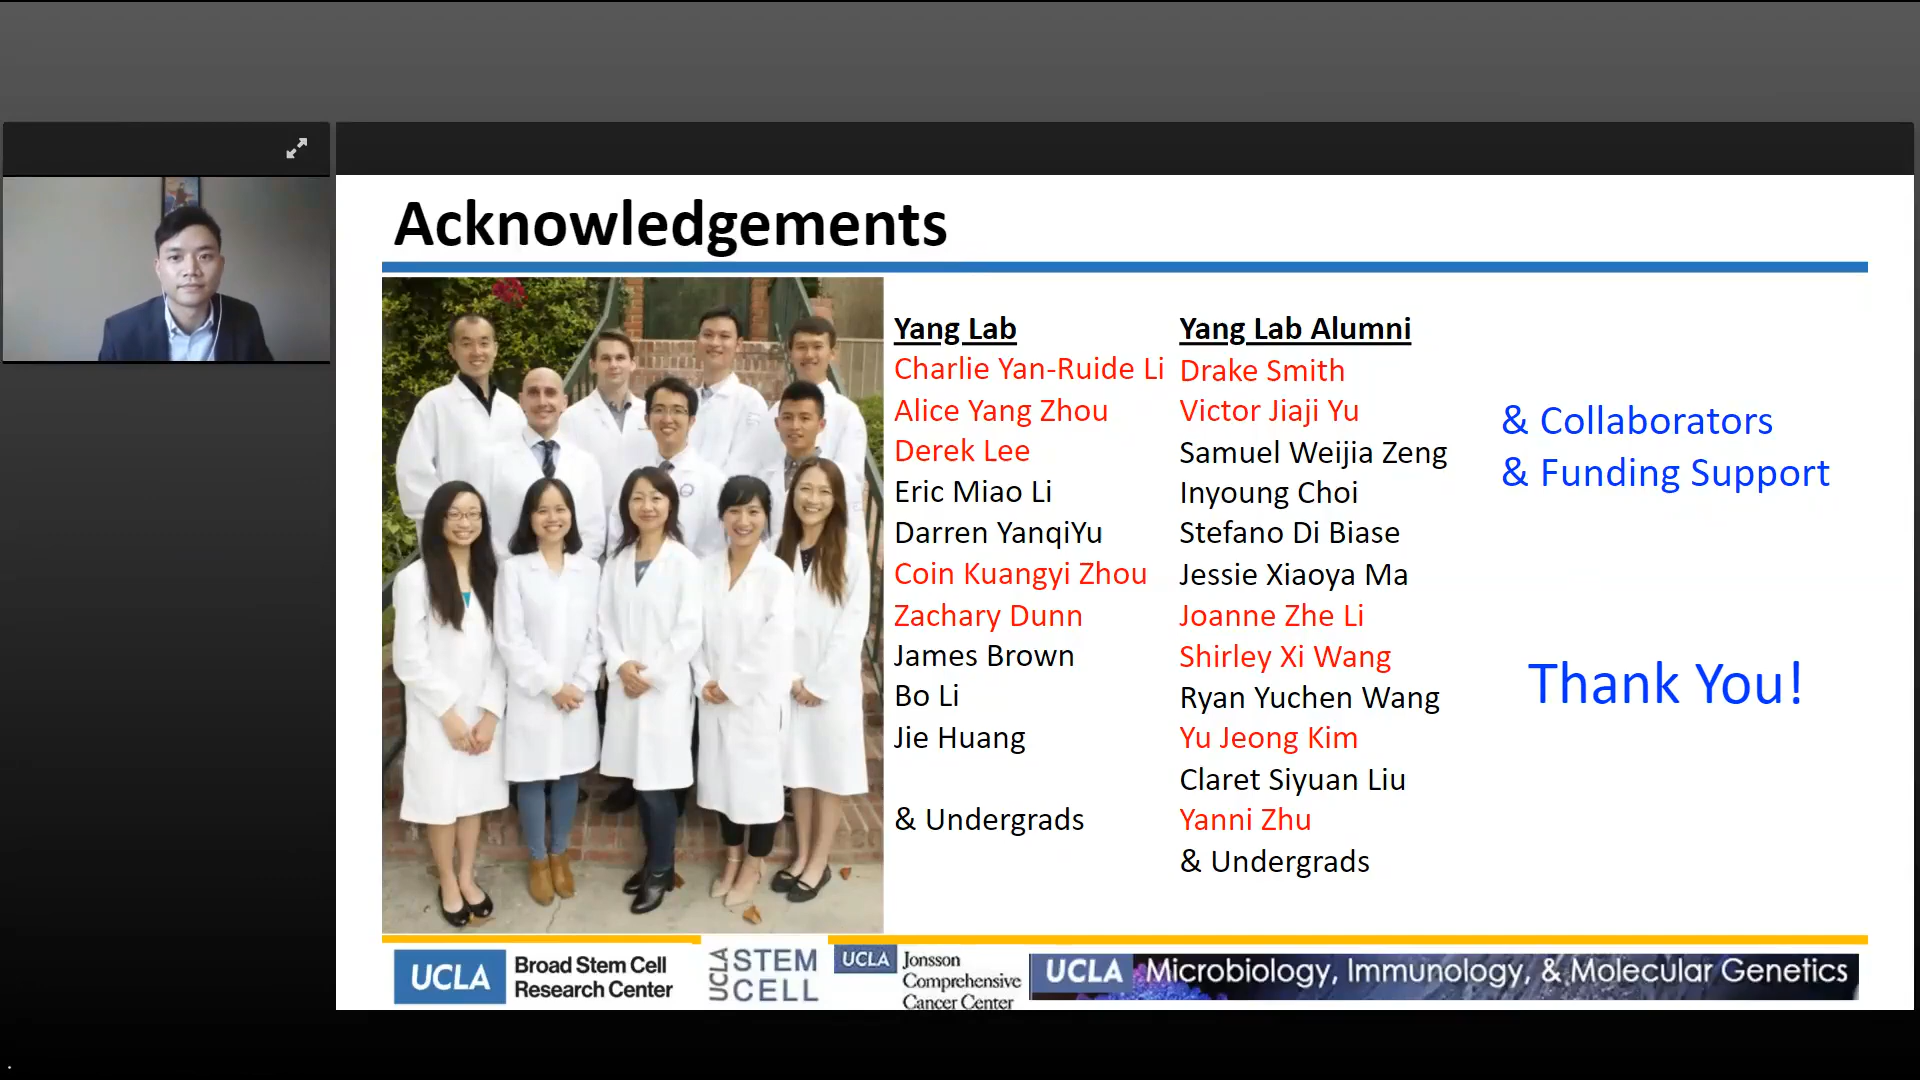 Acknowledgements
Yang Lab
Charlie Yan-Ruide Li
Alice Yang Zhou
Derek Lee
Eric Miao Li
Darren YanqiYu
Coin Kuangyi Zhou
Zachary Dunn
James Brown
Bo Li
Jie Huang
& Undergrads
Yang Lab Alumni
Drake Smith
Victor Jiaji Yu
Samuel Weijia Zeng
Inyoung Choi
Stefano Di Biase
Jessie Xiaoya Ma
Joanne Zhe Li
Shirley Xi Wang
Ryan Yuchen Wang
Yu Jeong Kim
Claret Siyuan Liu
Yanni Zhu
& Undergrads
& Collaborators
& Funding Support
Thank You!
UCLA
Broad Stem Cell
Research Center
UCLA
STEM
CELL
UCLA
Jonsson
Comprehensive
Cancer Center
UCLA Microbiology, Immunology, & Molecular Genetics